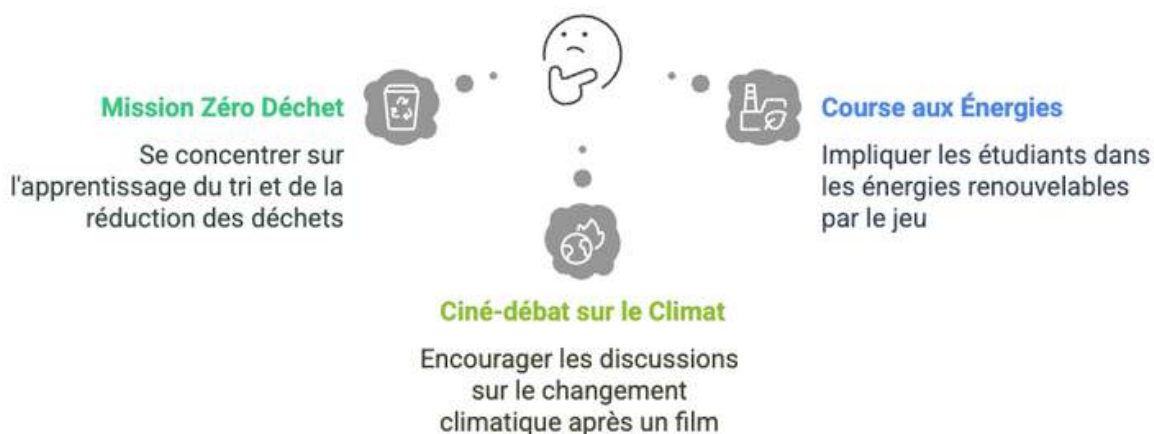 Mission Zéro Déchet
Se concentrer sur
l'apprentissage du tri et de la
réduction des déchets
Course aux Énergies
Impliquer les étudiants dans
les énergies renouvelables
par le jeu
Ciné-débat sur le Climat
Encourager les discussions
sur le changement
climatique après un film